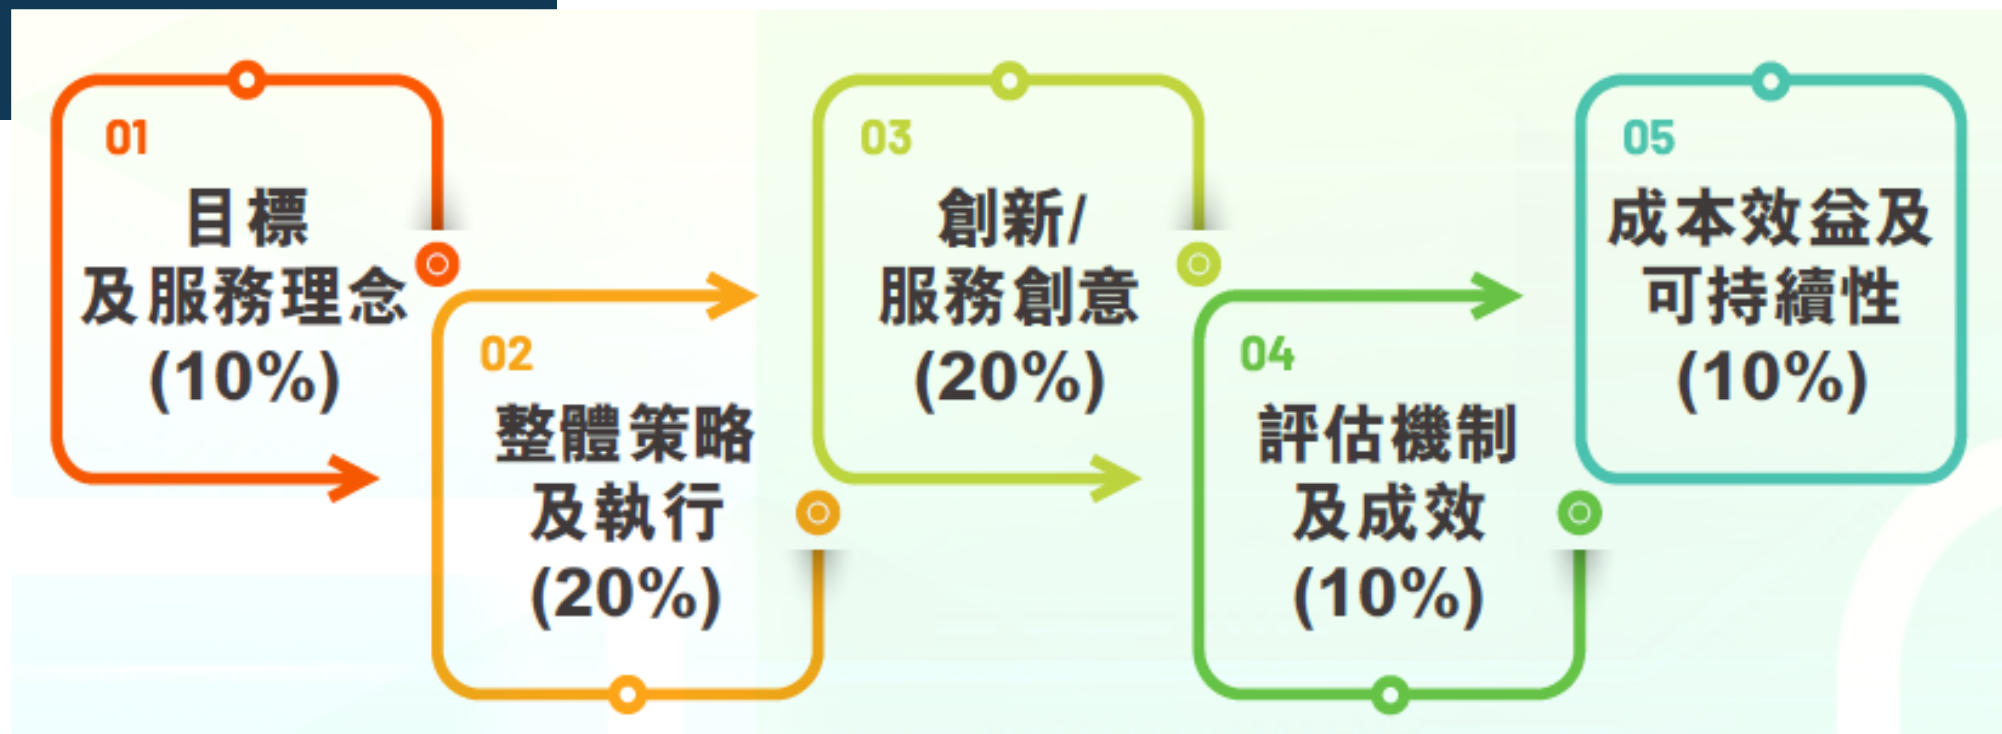 01
目標
及服務理念
(10%)
02
整體策略
及執行
(20%)
03
創新/
服務創意
(20%)
04
評估機制
及成效
(10%)
05
成本效益及
可持續性
(10%)